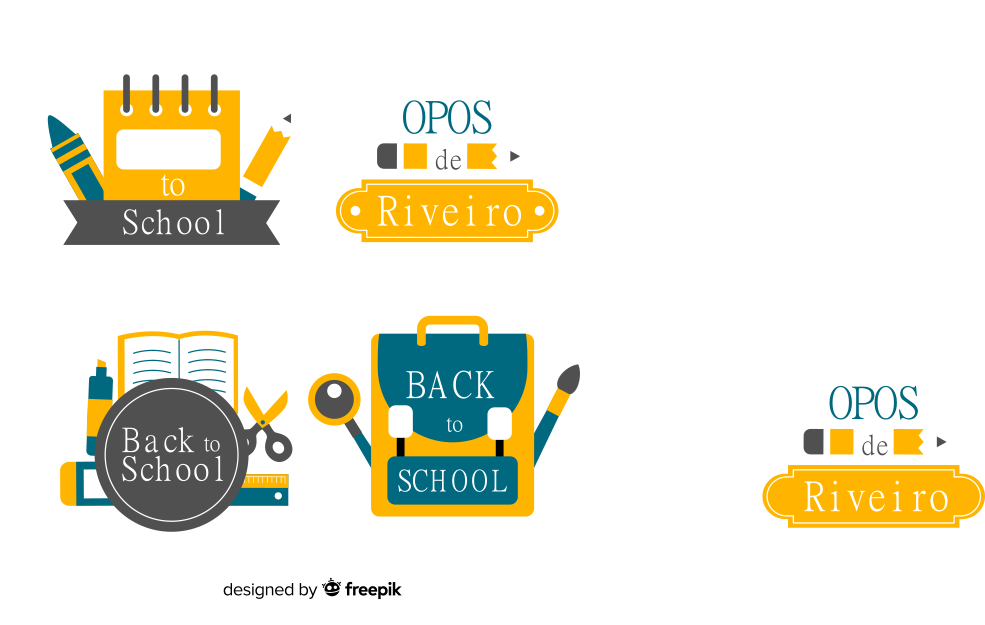 to
School
OPOS
de
Riveiro
Back to
School
BACK
to
SCHOOL
OPOS
de
Riveiro
designed by freepik